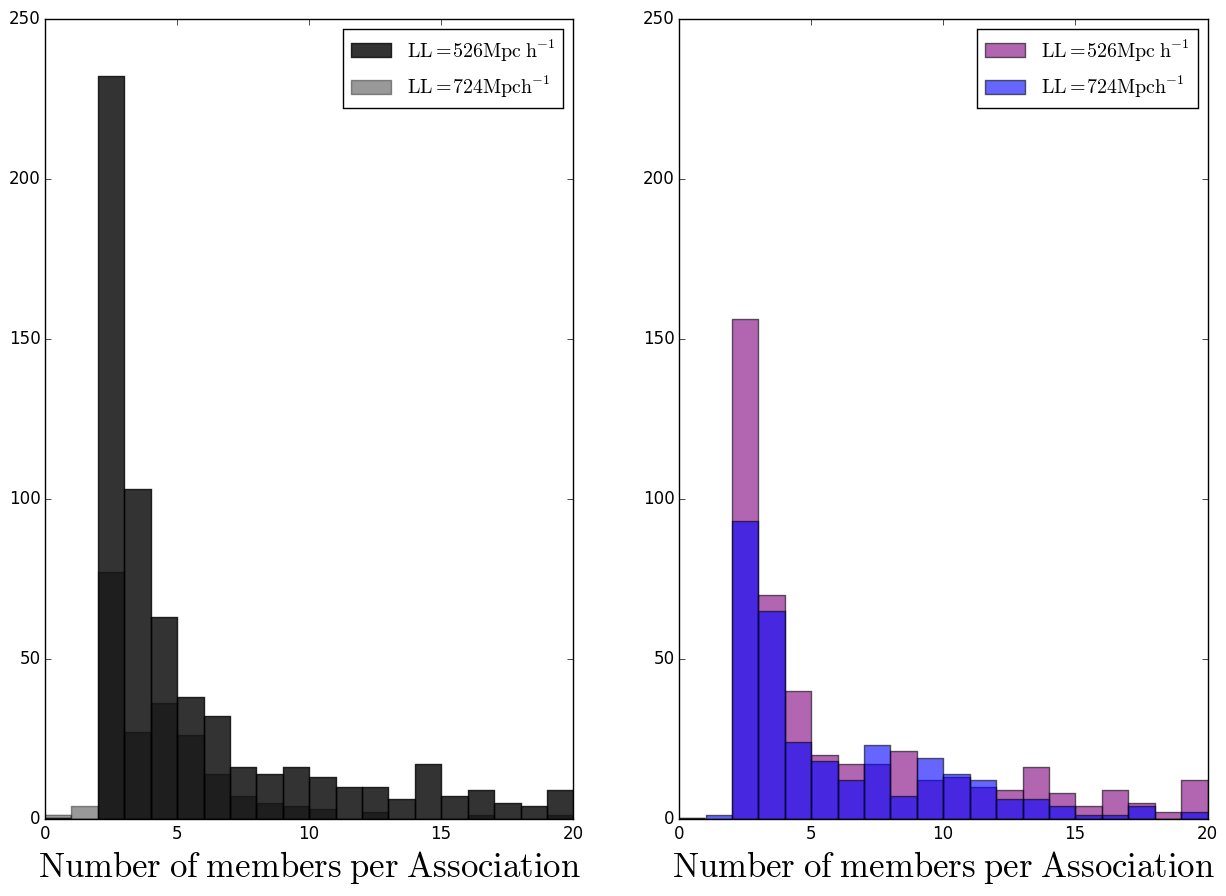 250
200
150
100
50
0
0 5 10 15 20
LL = 526Mpc h⁻¹
LL = 724Mpch⁻¹
Number of members per Association
250
200
150
100
50
0
0 5 10 15 20
LL = 526Mpc h⁻¹
LL = 724Mpch⁻¹
Number of members per Association